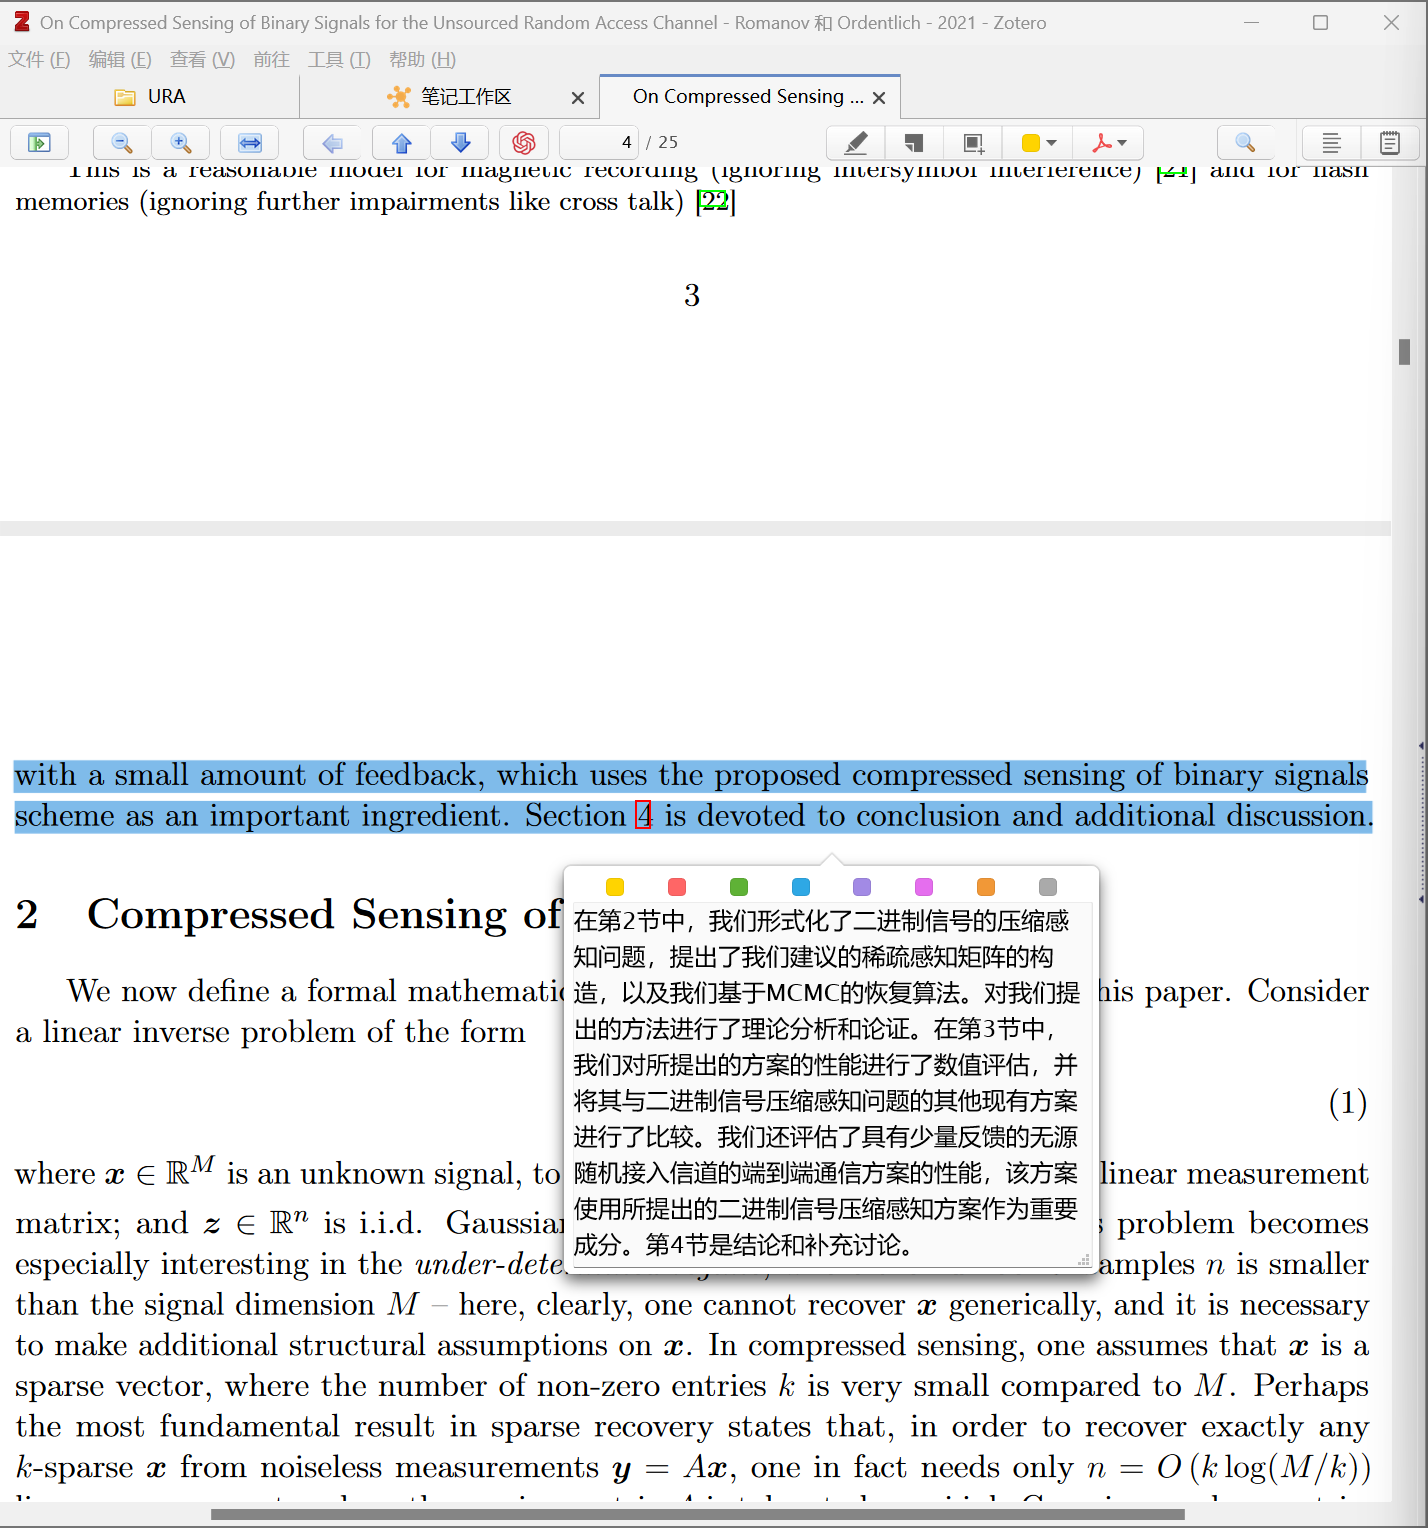 On Compressed Sensing of Binary Signals for the Unsourced Random Access Channel - Romanov 和 Ordentlich - 2021 - Zotero
文件 (F) 编辑 (E) 查看 (V) 前往 工具 (T) 帮助 (H)
URA 笔记工作区 On Compressed Sensing ...
4 / 25
This is a reasonable model for magnetic recording (ignoring intersymbol interference) [21] and for flash
memories (ignoring further impairments like cross talk) [22]
3
with a small amount of feedback, which uses the proposed compressed sensing of binary signals
scheme as an important ingredient. Section 4 is devoted to conclusion and additional discussion.
2 Compressed Sensing of
We now define a formal mathematic
his paper. Consider
a linear inverse problem of the form
(1)
where x ∈ ℝ^M is an unknown signal, to
linear measurement
matrix; and z ∈ ℝ^n is i.i.d. Gaussian
problem becomes
especially interesting in the under-dete
amples n is smaller
than the signal dimension M – here, clearly, one cannot recover x generically, and it is necessary
to make additional structural assumptions on x. In compressed sensing, one assumes that x is a
sparse vector, where the number of non-zero entries k is very small compared to M. Perhaps
the most fundamental result in sparse recovery states that, in order to recover exactly any
k-sparse x from noiseless measurements y = Ax, one in fact needs only n = O (k log(M/k))
在第2节中，我们形式化了二进制信号的压缩感
知问题，提出了我们建议的稀疏感知矩阵的构
造，以及我们基于MCMC的恢复算法。对我们提
出的方法进行了理论分析和论证。在第3节中，
我们对所提出的方案的性能进行了数值评估，并
将其与二进制信号压缩感知问题的其他现有方案
进行了比较。我们还评估了具有少量反馈的无源
随机接入信道的端到端通信方案的性能，该方案
使用所提出的二进制信号压缩感知方案作为重要
成分。第4节是结论和补充讨论。